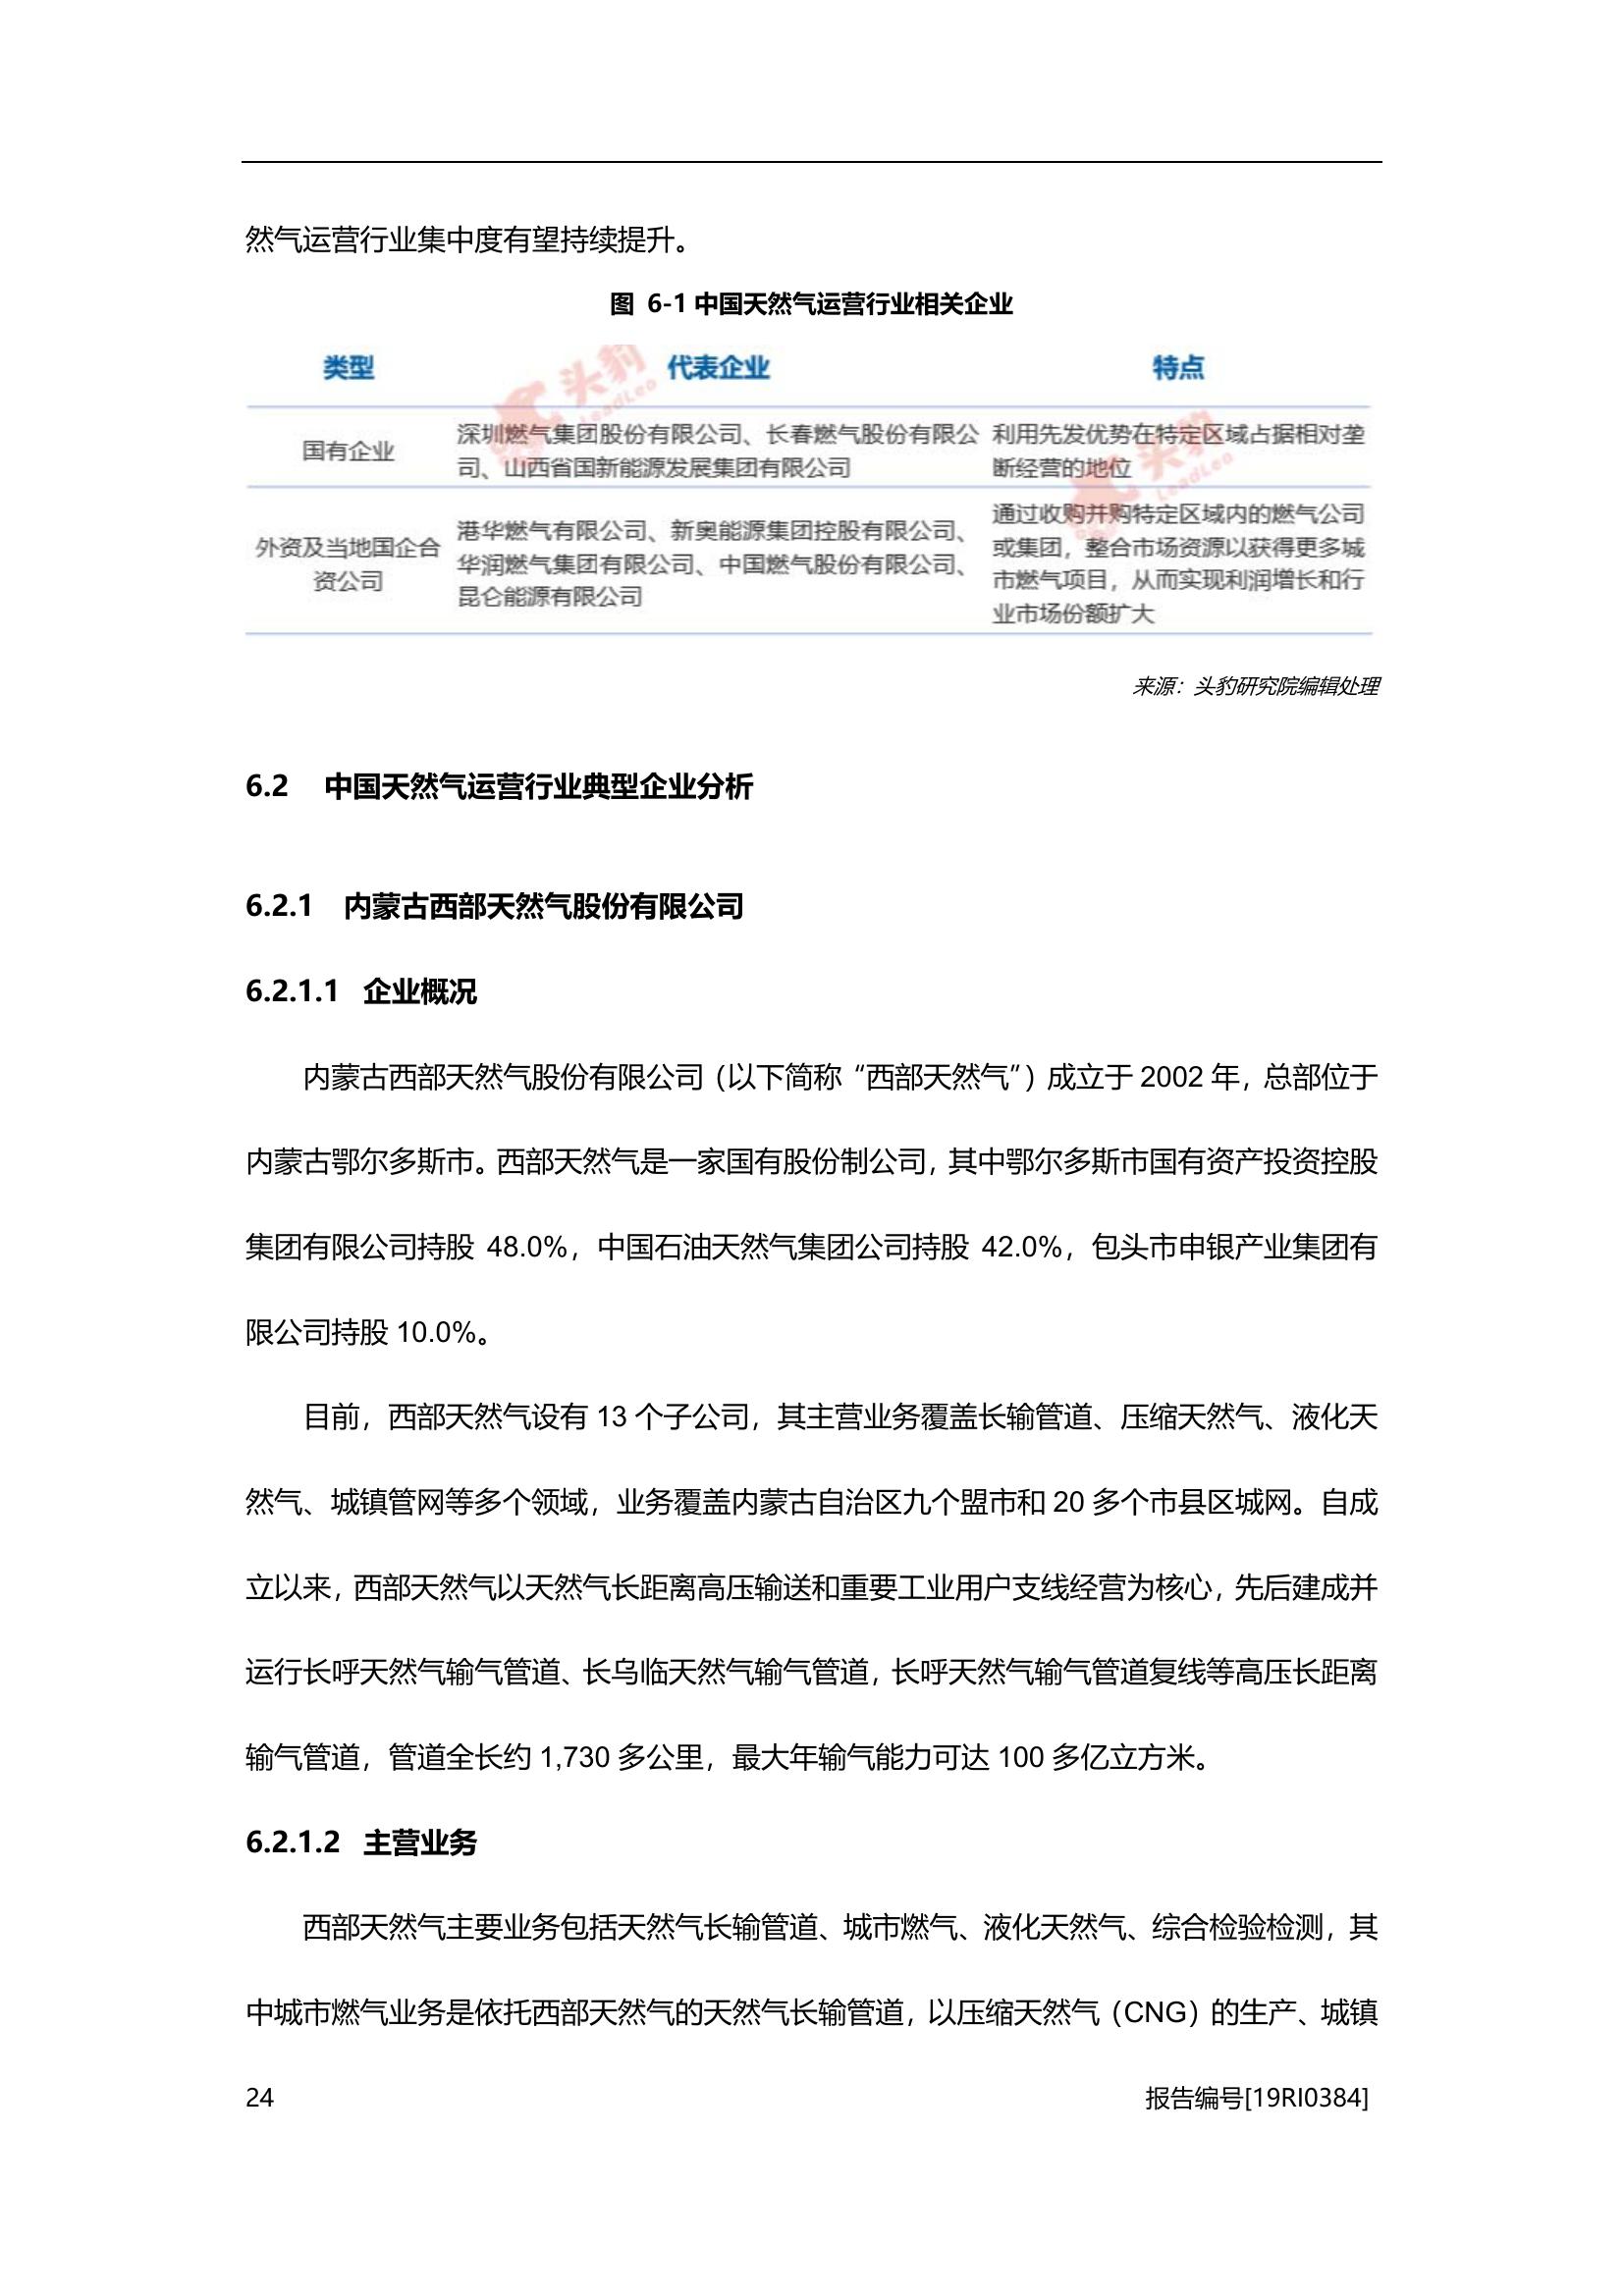 然气运营行业集中度有望持续提升。
图 6-1 中国天然气运营行业相关企业
类型 代表企业 特点
国有企业
深圳燃气集团股份有限公司、长春燃气股份有限公
司、山西省国新能源发展集团有限公司
利用先发优势在特定区域占据相对垄
断经营的地位
外资及当地国企合
资公司
港华燃气有限公司、新奥能源集团控股有限公司、
华润燃气集团有限公司、中国燃气股份有限公司、
昆仑能源有限公司
通过收购并购特定区域内的燃气公司
或集团，整合市场资源以获得更多城
市燃气项目，从而实现利润增长和行
业市场份额扩大
头豹
LeadLeo
头豹
LeadLeo
来源：头豹研究院编辑处理
6.2 中国天然气运营行业典型企业分析
6.2.1 内蒙古西部天然气股份有限公司
6.2.1.1 企业概况
内蒙古西部天然气股份有限公司（以下简称“西部天然气”）成立于 2002 年，总部位于
内蒙古鄂尔多斯市。西部天然气是一家国有股份制公司，其中鄂尔多斯市国有资产投资控股
集团有限公司持股 48.0%，中国石油天然气集团公司持股 42.0%，包头市申银产业集团有
限公司持股 10.0%。
目前，西部天然气设有 13 个子公司，其主营业务覆盖长输管道、压缩天然气、液化天
然气、城镇管网等多个领域，业务覆盖内蒙古自治区九个盟市和 20 多个市县区城网。自成
立以来，西部天然气以天然气长距离高压输送和重要工业用户支线经营为核心，先后建成并
运行长呼天然气输气管道、长乌临天然气输气管道，长呼天然气输气管道复线等高压长距离
输气管道，管道全长约 1,730 多公里，最大年输气能力可达 100 多亿立方米。
6.2.1.2 主营业务
西部天然气主要业务包括天然气长输管道、城市燃气、液化天然气、综合检验检测，其
中城市燃气业务是依托西部天然气的天然气长输管道，以压缩天然气（CNG）的生产、城镇
24 报告编号[19RI0384]